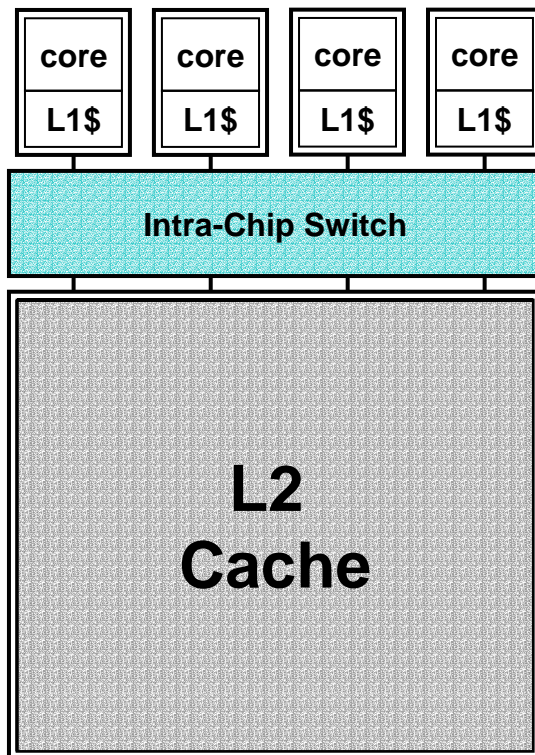 core core core core
L1$ L1$ L1$ L1$
Intra-Chip Switch
L2
Cache